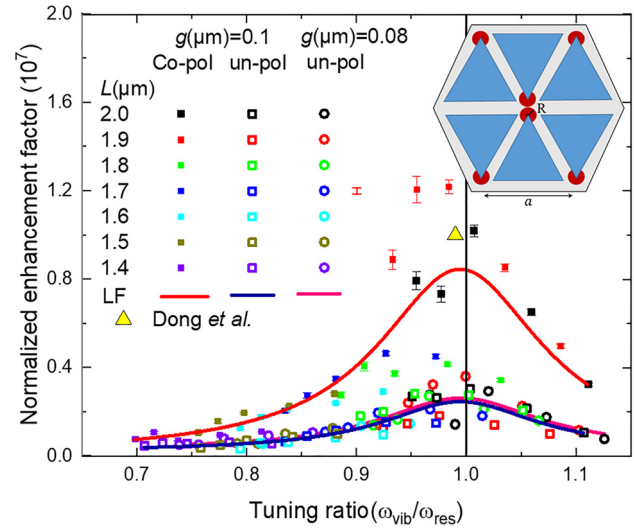 Normalized enhancement factor (10⁷)
2.0
1.6
1.2
0.8
0.4
0.0
g(μm)=0.1 g(μm)=0.08
Co-pol un-pol un-pol
L(μm)
2.0
1.9
1.8
1.7
1.6
1.5
1.4
LF
Dong et al.
R
a
0.7 0.8 0.9 1.0 1.1
Tuning ratio(ω_vib/ω_res)